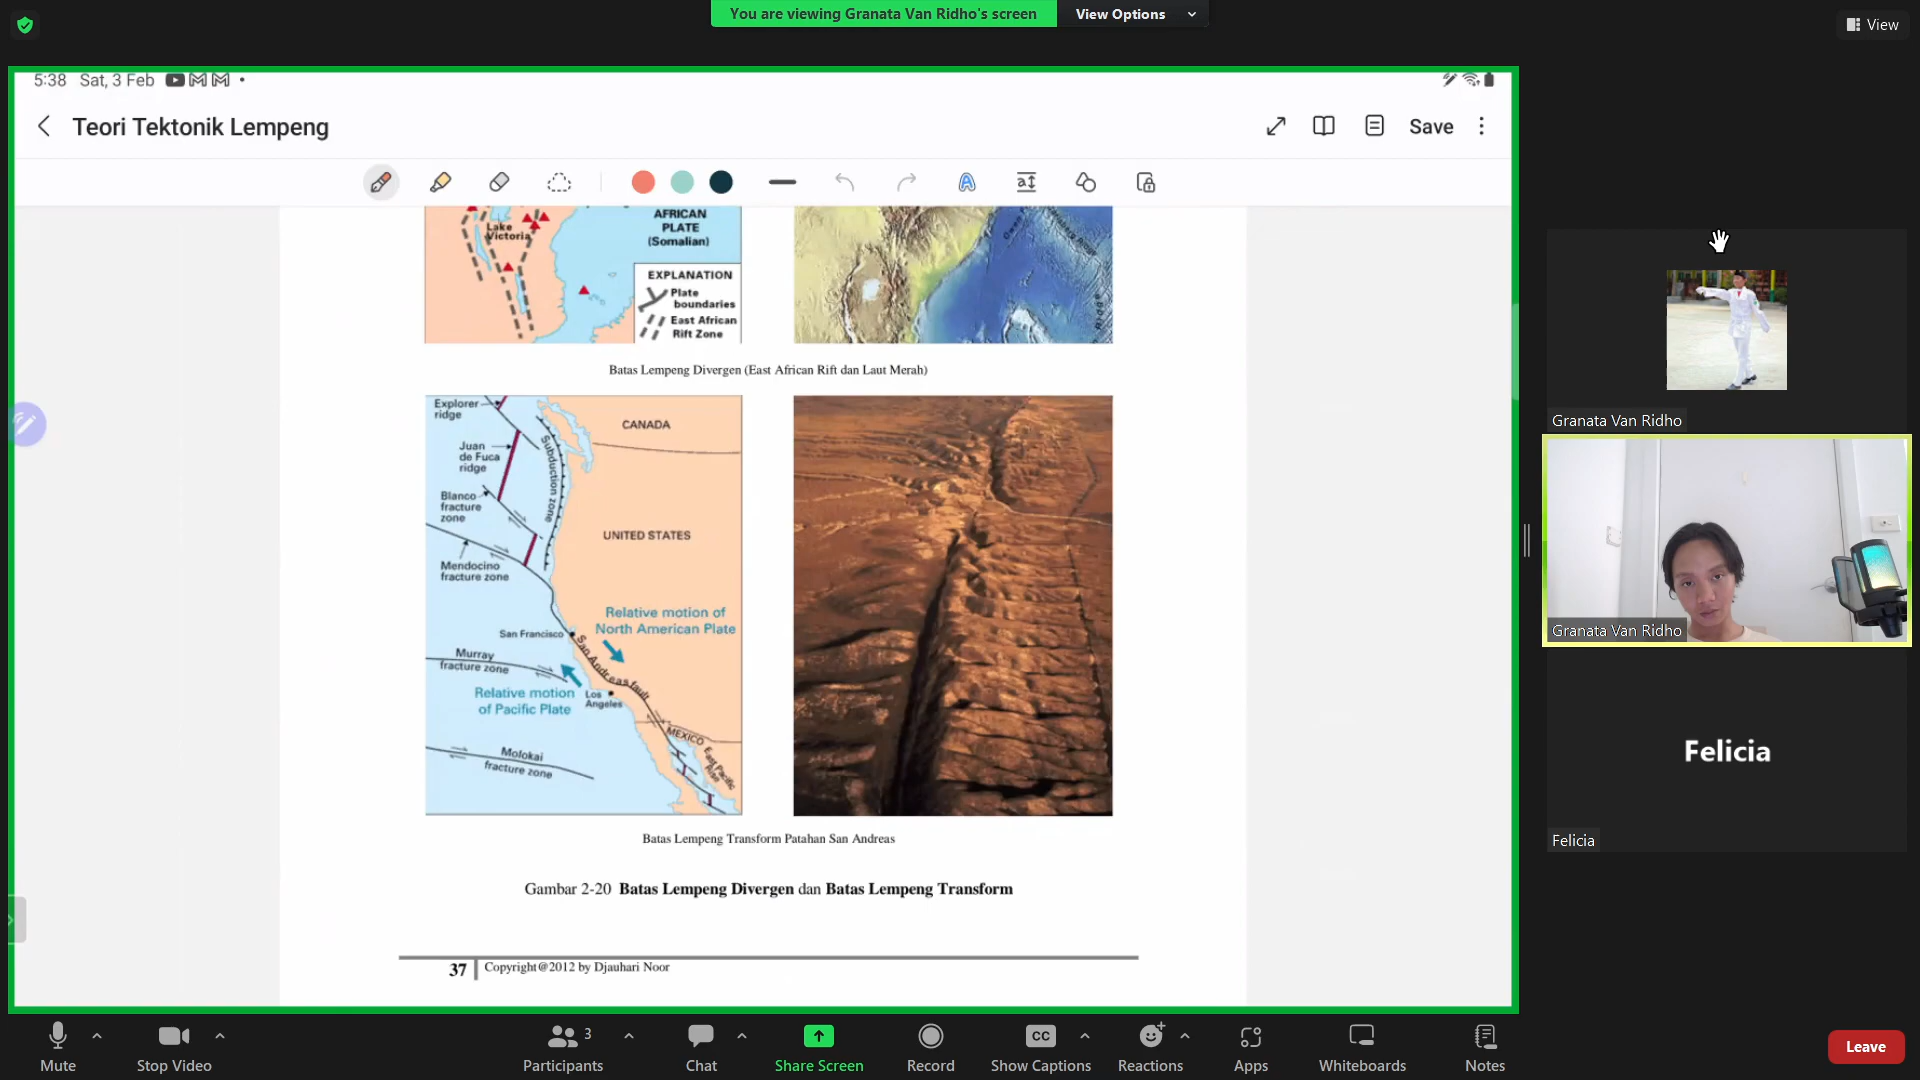 You are viewing Granata Van Ridho's screen
View Options
View
5:38 Sat, 3 Feb
Teori Tektonik Lempeng
Save
Lake
Victoria
AFRICAN
PLATE
(Somalian)
EXPLANATION
Plate
boundaries
East African
Rift Zone
Ridge
Batas Lempeng Divergen (East African Rift dan Laut Merah)
Explorer
ridge
CANADA
Juan
de Fuca
ridge
Subduction zone
Blanco
fracture
zone
UNITED STATES
Mendocino
fracture zone
Relative motion of
North American Plate
San Francisco
San Andreas fault
Murray
fracture zone
Relative motion
of Pacific Plate
Los
Angeles
MEXICO
East Pacific
Rise
Molokai
fracture zone
Batas Lempeng Transform Patahan San Andreas
Gambar 2-20 Batas Lempeng Divergen dan Batas Lempeng Transform
37 Copyright@2012 by Djauhari Noor
Granata Van Ridho
Granata Van Ridho
Felicia
Felicia
Mute
Stop Video
Participants
3
Chat
Share Screen
Record
CC
Show Captions
Reactions
Apps
Whiteboards
Notes
Leave